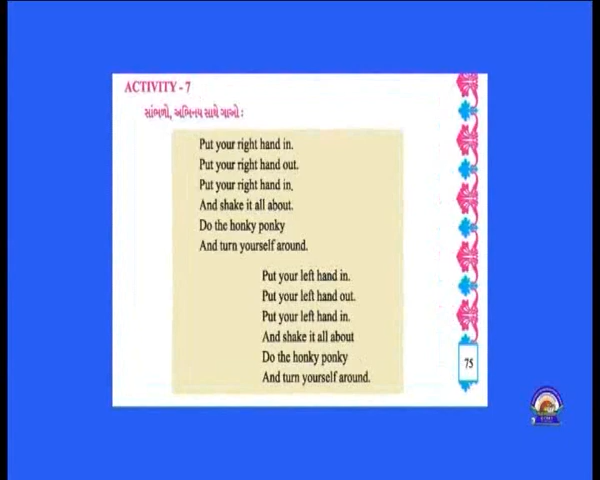 ACTIVITY - 7
સાંભળો, અભિનય સાથે ગાઓ :
Put your right hand in.
Put your right hand out.
Put your right hand in.
And shake it all about.
Do the honky ponky
And turn yourself around.
Put your left hand in.
Put your left hand out.
Put your left hand in.
And shake it all about
Do the honky ponky
And turn yourself around.
75